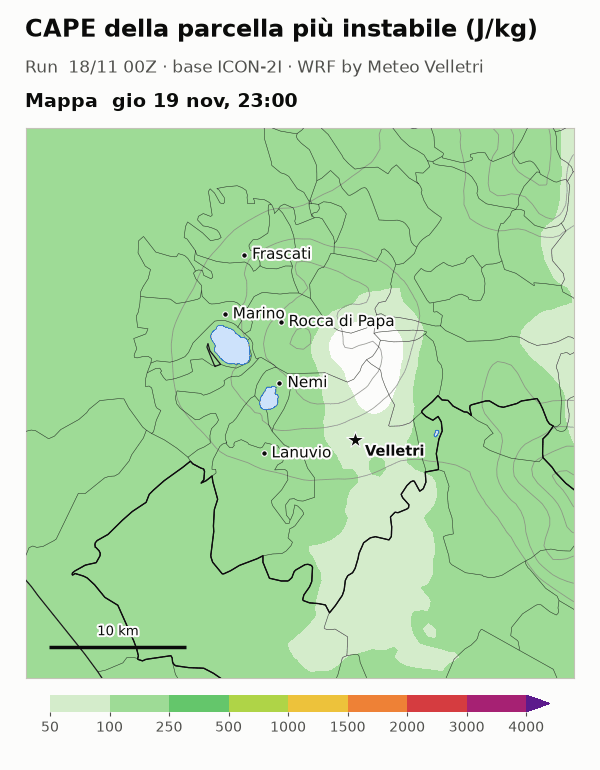 CAPE della parcella più instabile (J/kg)
Run  18/11 00Z · base ICON-2I · WRF by Meteo Velletri
Mappa  gio 19 nov, 23:00
Frascati
Marino
Rocca di Papa
Nemi
Velletri
Lanuvio
10 km
50 100 250 500 1000 1500 2000 3000 4000